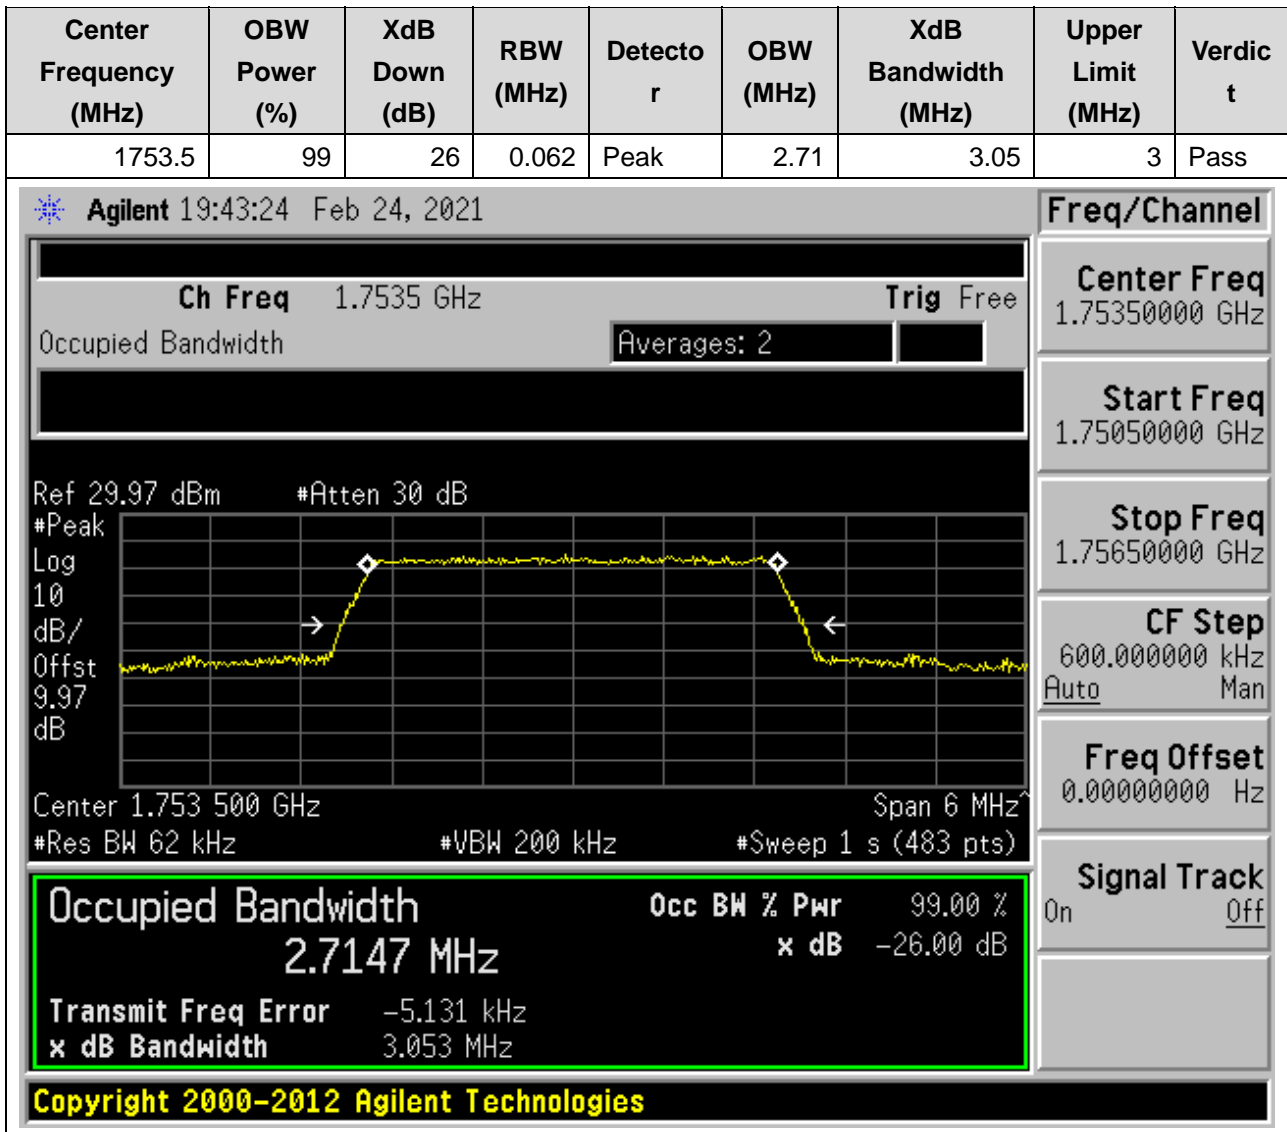 Center Frequency (MHz) OBW Power (%) XdB Down (dB) RBW (MHz) Detecto r OBW (MHz) XdB Bandwidth (MHz) Upper Limit (MHz) Verdic t
1753.5 99 26 0.062 Peak 2.71 3.05 3 Pass
Agilent 19:43:24 Feb 24, 2021
Freq/Channel
Ch Freq 1.7535 GHz Trig Free
Occupied Bandwidth Averages: 2
Center Freq
1.75350000 GHz
Start Freq
1.75050000 GHz
Stop Freq
1.75650000 GHz
CF Step
600.000000 kHz
Auto Man
Freq Offset
0.00000000 Hz
Signal Track
On Off
Ref 29.97 dBm #Atten 30 dB
#Peak
Log
10
dB/
Offst
9.97
dB
Center 1.753 500 GHz Span 6 MHz^
#Res BW 62 kHz #VBW 200 kHz #Sweep 1 s (483 pts)
Occupied Bandwidth Occ BW % Pwr 99.00 %
2.7147 MHz x dB -26.00 dB
Transmit Freq Error -5.131 kHz
x dB Bandwidth 3.053 MHz
Copyright 2000-2012 Agilent Technologies